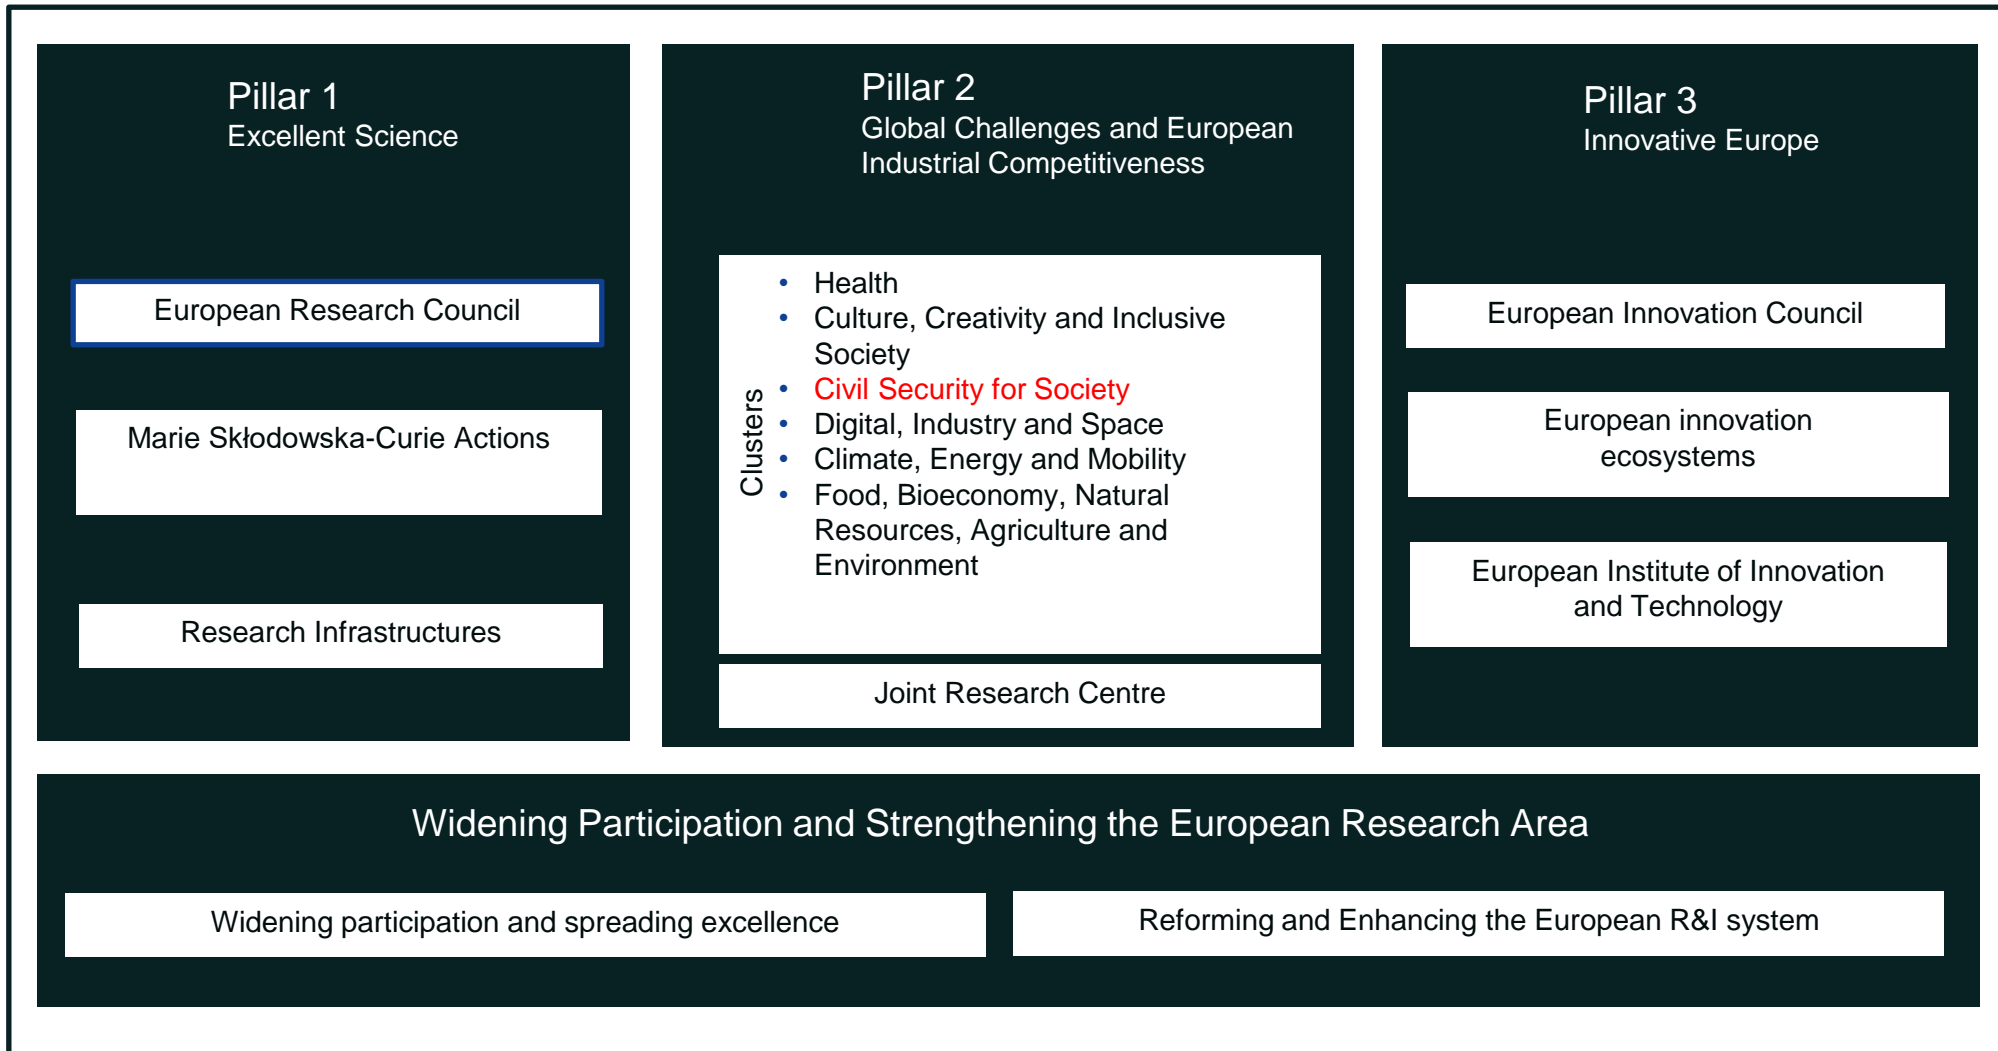 Pillar 1
Excellent Science
European Research Council
Marie Skłodowska-Curie Actions
Research Infrastructures
Pillar 2
Global Challenges and European
Industrial Competitiveness
Clusters
• Health
• Culture, Creativity and Inclusive
Society
• Civil Security for Society
• Digital, Industry and Space
• Climate, Energy and Mobility
• Food, Bioeconomy, Natural
Resources, Agriculture and
Environment
Joint Research Centre
Pillar 3
Innovative Europe
European Innovation Council
European innovation
ecosystems
European Institute of Innovation
and Technology
Widening Participation and Strengthening the European Research Area
Widening participation and spreading excellence
Reforming and Enhancing the European R&I system